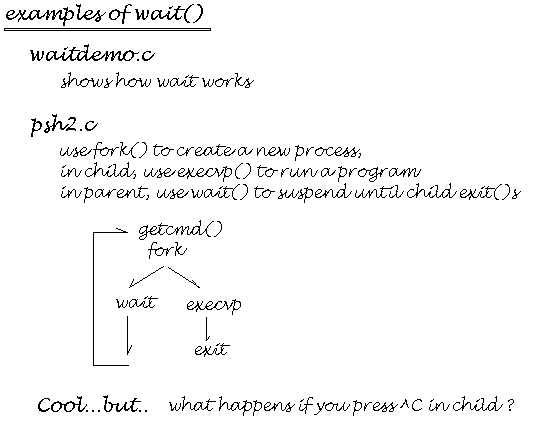 examples of wait()
waitdemo.c
shows how wait works
psh2.c
use fork() to create a new process,
in child, use execvp() to run a program
in parent, use wait() to suspend until child exit()s
getcmd()
fork
wait execvp
exit
Cool...but.. what happens if you press ^C in child ?